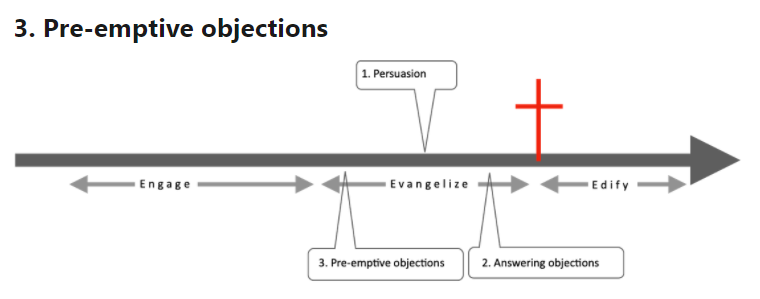 3. Pre-emptive objections
1. Persuasion
Engage
Evangelize
Edify
3. Pre-emptive objections
2. Answering objections